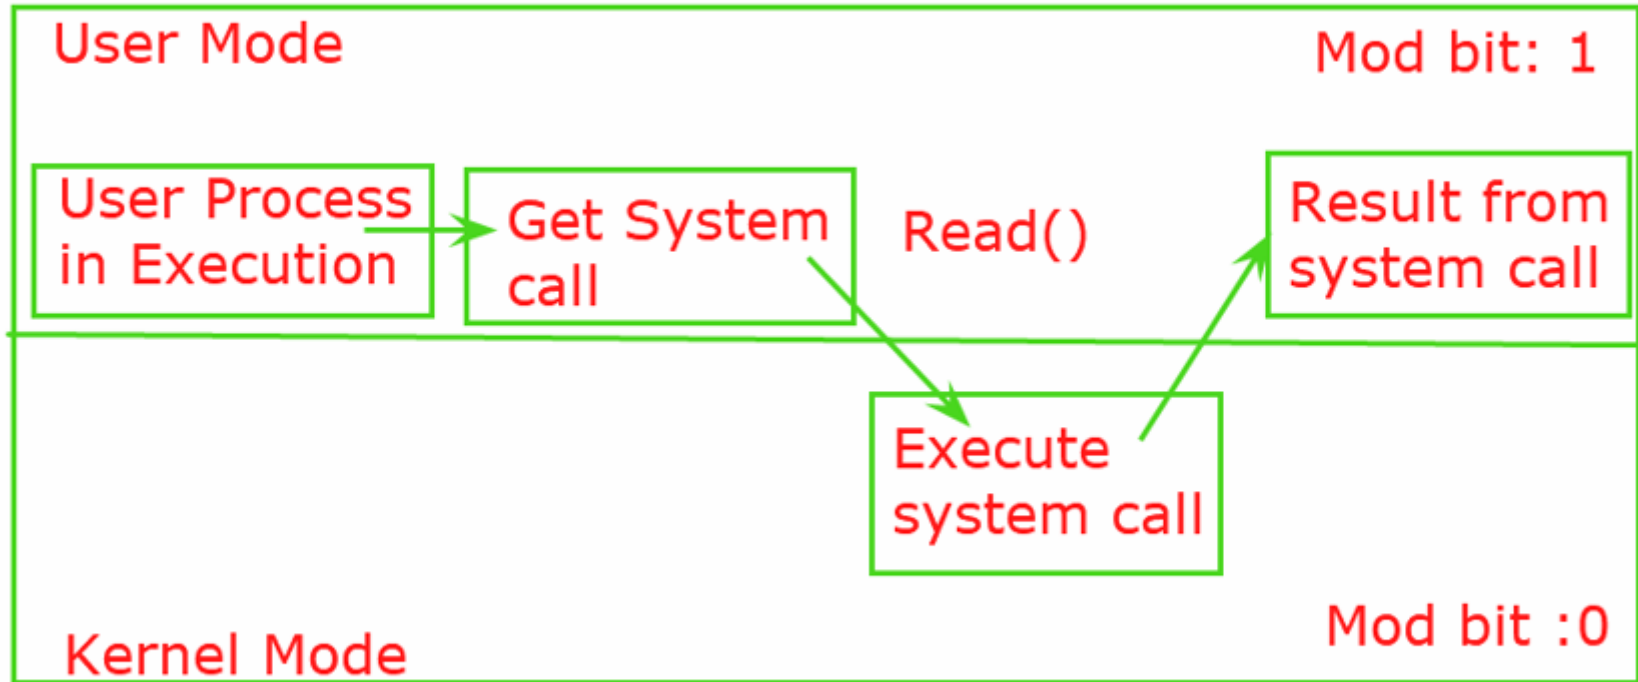 User Mode
Mod bit: 1
User Process
in Execution
Get System
call
Read()
Result from
system call
Execute
system call
Mod bit :0
Kernel Mode